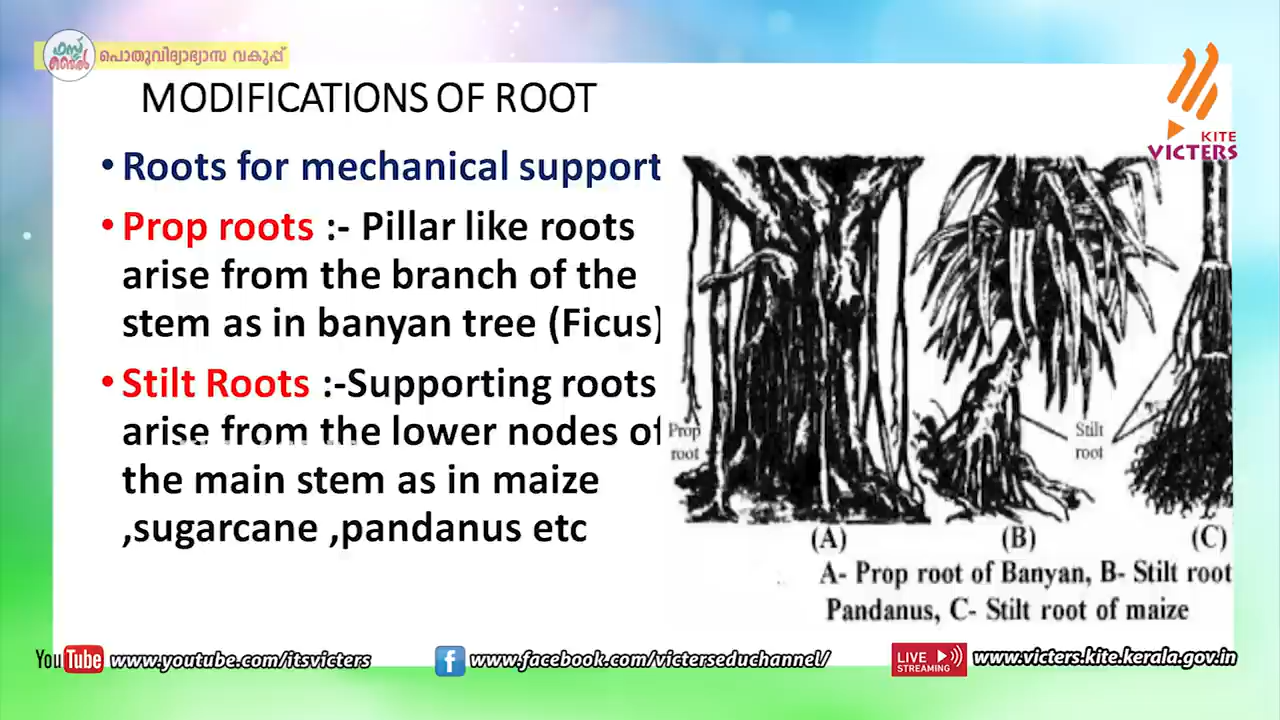 ഫസ്റ്റ്
ബെൽ
പൊതുവിദ്യാഭ്യാസ വകുപ്പ്
KITE
VICTERS
MODIFICATIONS OF ROOT
• Roots for mechanical support
• Prop roots :- Pillar like roots
arise from the branch of the
stem as in banyan tree (Ficus)
• Stilt Roots :-Supporting roots
arise from the lower nodes of
the main stem as in maize
,sugarcane ,pandanus etc
Prop
root
Stilt
root
(A)
(B)
(C)
A- Prop root of Banyan, B- Stilt root
Pandanus, C- Stilt root of maize
YouTube www.youtube.com/itsvicters
f www.facebook.com/victerseduchannel/
LIVE
STREAMING
www.victers.kite.kerala.gov.in